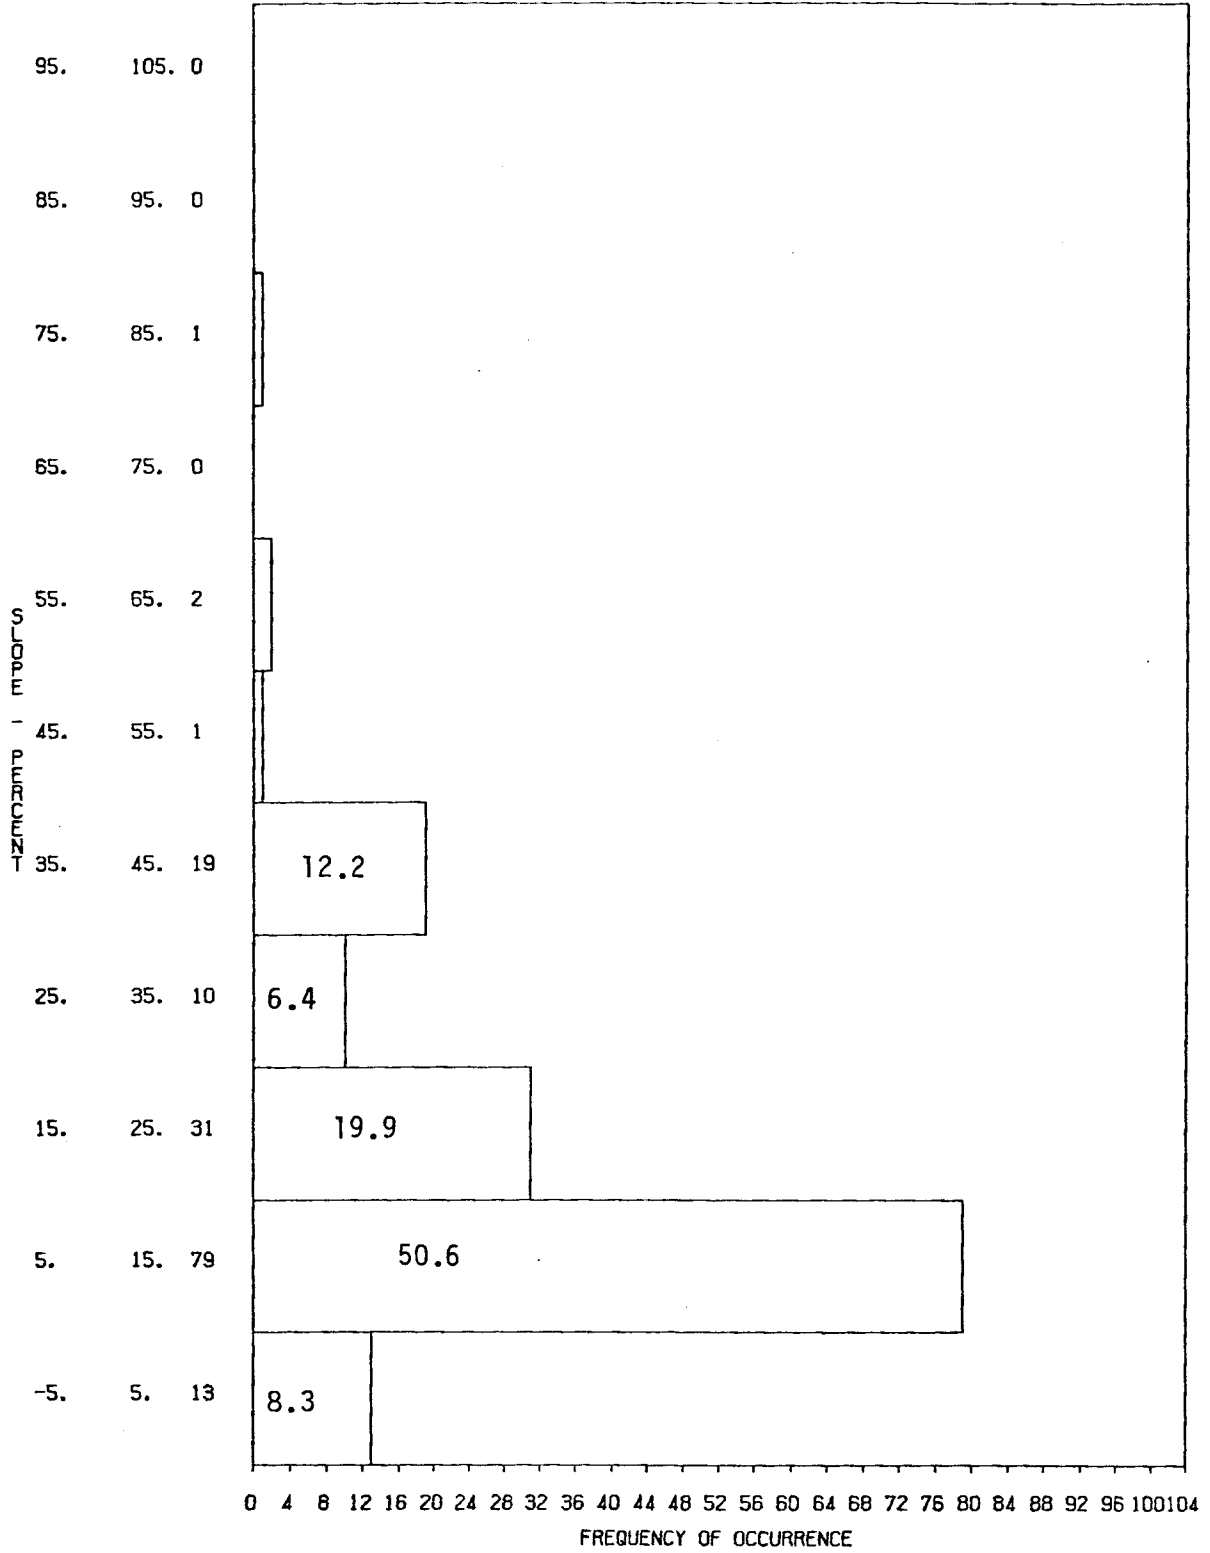 95. 105. 0
85. 95. 0
75. 85. 1
65. 75. 0
55. 65. 2
SLOPE - PERCENT
45. 55. 1
35. 45. 19 12.2
25. 35. 10 6.4
15. 25. 31 19.9
5. 15. 79 50.6
-5. 5. 13 8.3
0 4 8 12 16 20 24 28 32 36 40 44 48 52 56 60 64 68 72 76 80 84 88 92 96 100104
FREQUENCY OF OCCURRENCE